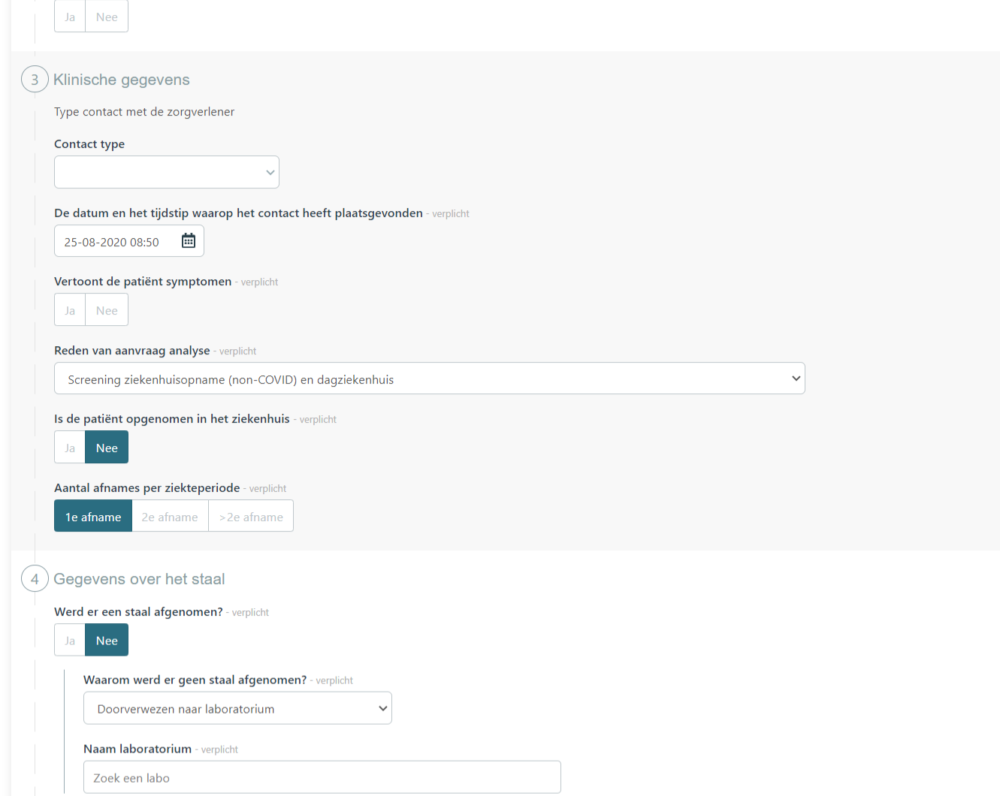 Ja Nee
3 Klinische gegevens
Type contact met de zorgverlener
Contact type
De datum en het tijdstip waarop het contact heeft plaatsgevonden - verplicht
25-08-2020 08:50
Vertoont de patiënt symptomen - verplicht
Ja Nee
Reden van aanvraag analyse - verplicht
Screening ziekenhuisopname (non-COVID) en dagziekenhuis
Is de patiënt opgenomen in het ziekenhuis - verplicht
Ja Nee
Aantal afnames per ziekteperiode - verplicht
1e afname 2e afname >2e afname
4 Gegevens over het staal
Werd er een staal afgenomen? - verplicht
Ja Nee
Waarom werd er geen staal afgenomen? - verplicht
Doorverwezen naar laboratorium
Naam laboratorium - verplicht
Zoek een labo